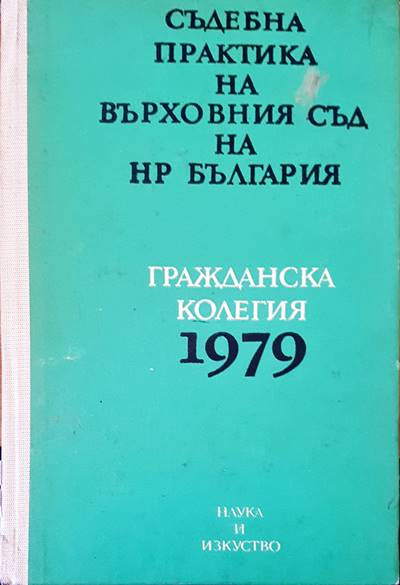 СЪДЕБНА
ПРАКТИКА
НА
ВЪРХОВНИЯ СЪД
НА
НР БЪЛГАРИЯ
ГРАЖДАНСКА
КОЛЕГИЯ
1979
НАУКА
И
ИЗКУСТВО